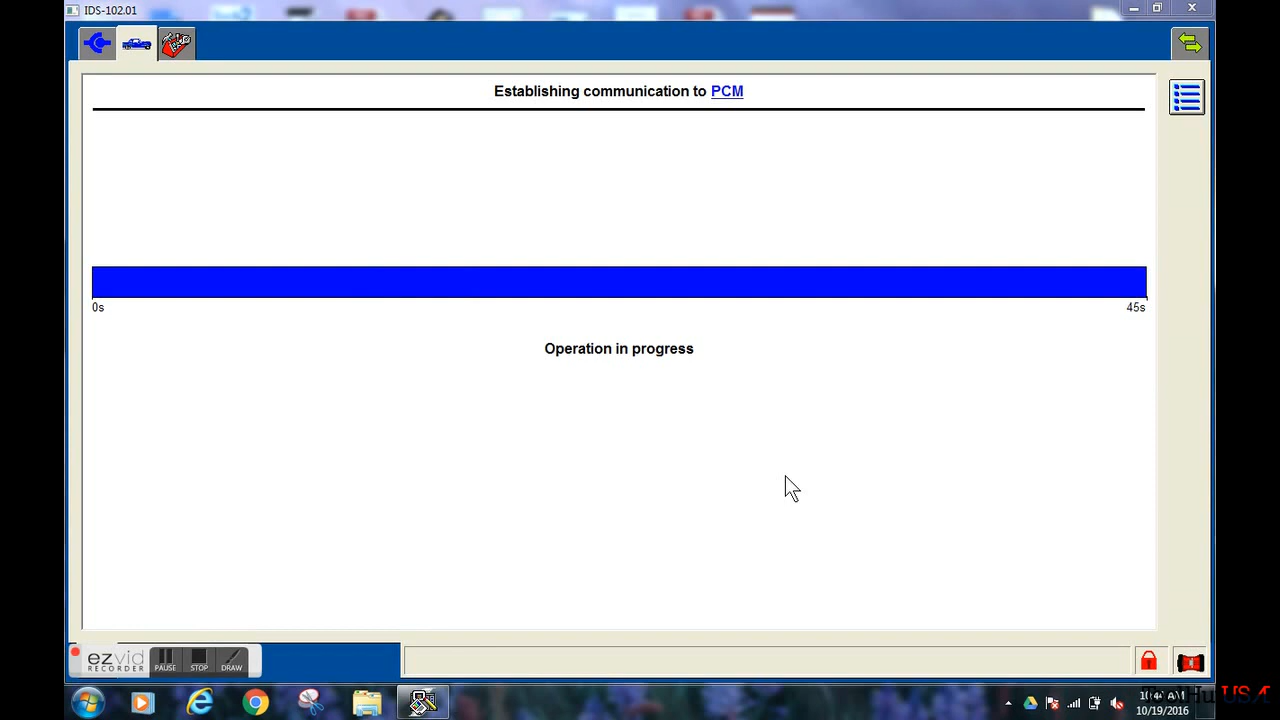 IDS-102.01
Establishing communication to PCM
0s
45s
Operation in progress
ezvid
RECORDER
PAUSE
STOP
DRAW
USA
10/19/2016